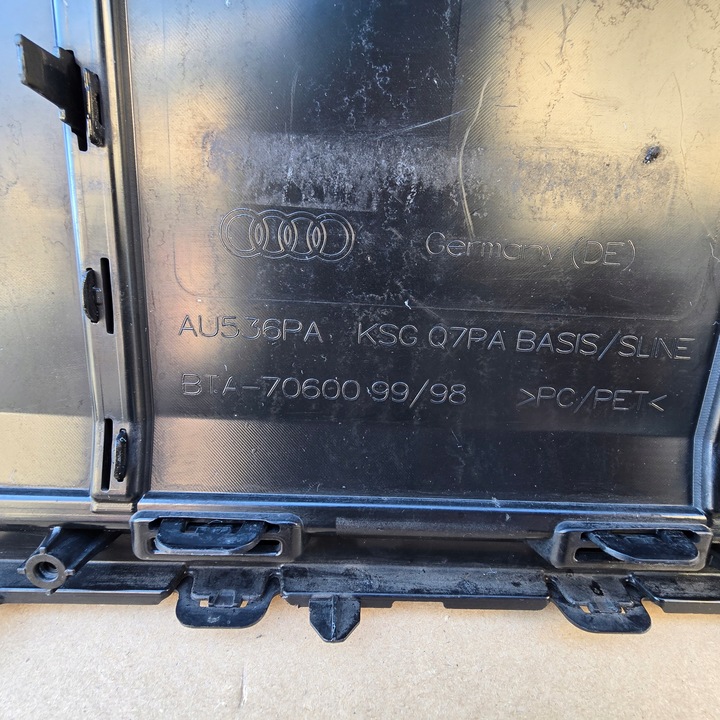 Germany (DE)
AU536PA KSG Q7PA BASIS/SLINE
BTA-70600 99/98 >PC/PET<